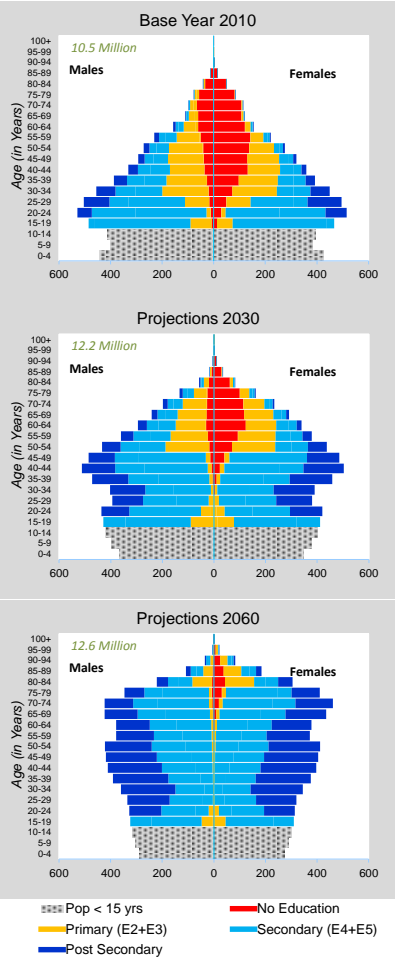 Base Year 2010
10.5 Million
Males
Females
Age (in Years)
100+
95-99
90-94
85-89
80-84
75-79
70-74
65-69
60-64
55-59
50-54
45-49
40-44
35-39
30-34
25-29
20-24
15-19
10-14
5-9
0-4
600 400 200 0 200 400 600
Projections 2030
12.2 Million
Males
Females
Age (in Years)
100+
95-99
90-94
85-89
80-84
75-79
70-74
65-69
60-64
55-59
50-54
45-49
40-44
35-39
30-34
25-29
20-24
15-19
10-14
5-9
0-4
600 400 200 0 200 400 600
Projections 2060
12.6 Million
Males
Females
Age (in Years)
100+
95-99
90-94
85-89
80-84
75-79
70-74
65-69
60-64
55-59
50-54
45-49
40-44
35-39
30-34
25-29
20-24
15-19
10-14
5-9
0-4
600 400 200 0 200 400 600
Pop < 15 yrs
No Education
Primary (E2+E3)
Secondary (E4+E5)
Post Secondary